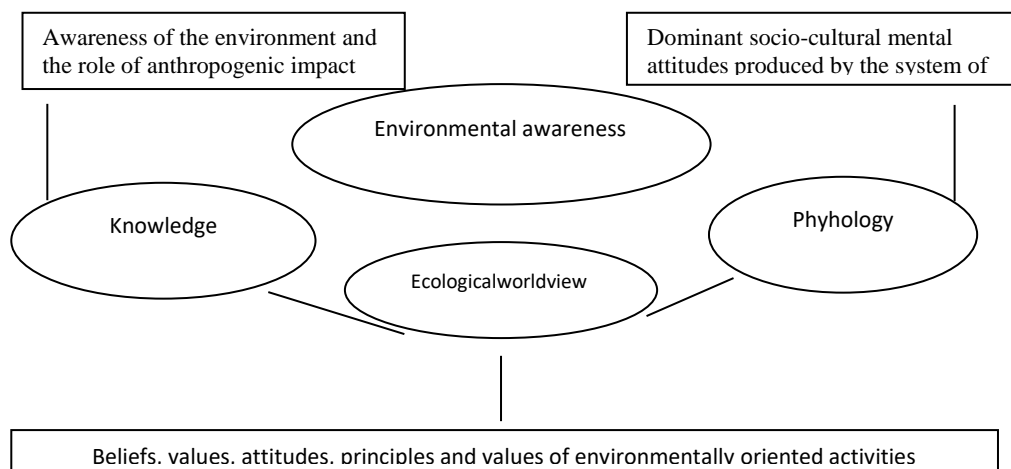 Awareness of the environment and
the role of anthropogenic impact
Dominant socio-cultural mental
attitudes produced by the system of
Environmental awareness
Knowledge
Phyhology
Ecologicalworldview
Beliefs, values, attitudes, principles and values of environmentally oriented activities